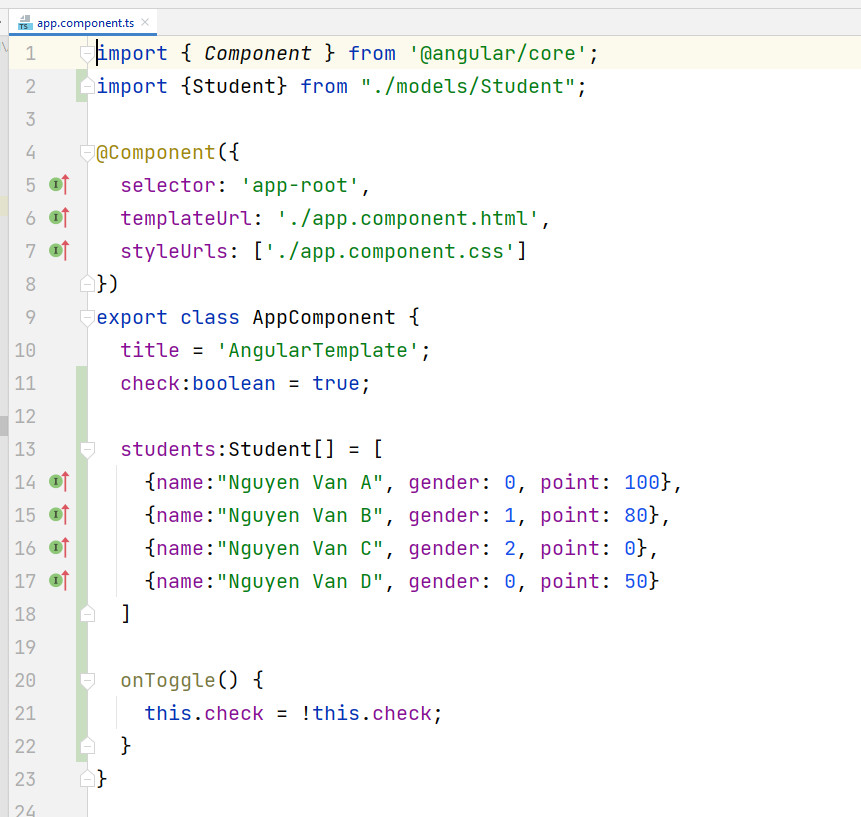 app.component.ts
1 import { Component } from '@angular/core';
2 import {Student} from "./models/Student";
3
4 @Component({
5   selector: 'app-root',
6   templateUrl: './app.component.html',
7   styleUrls: ['./app.component.css']
8 })
9 export class AppComponent {
10   title = 'AngularTemplate';
11   check:boolean = true;
12
13   students:Student[] = [
14     {name:"Nguyen Van A", gender: 0, point: 100},
15     {name:"Nguyen Van B", gender: 1, point: 80},
16     {name:"Nguyen Van C", gender: 2, point: 0},
17     {name:"Nguyen Van D", gender: 0, point: 50}
18   ]
19
20   onToggle() {
21     this.check = !this.check;
22   }
23 }
24